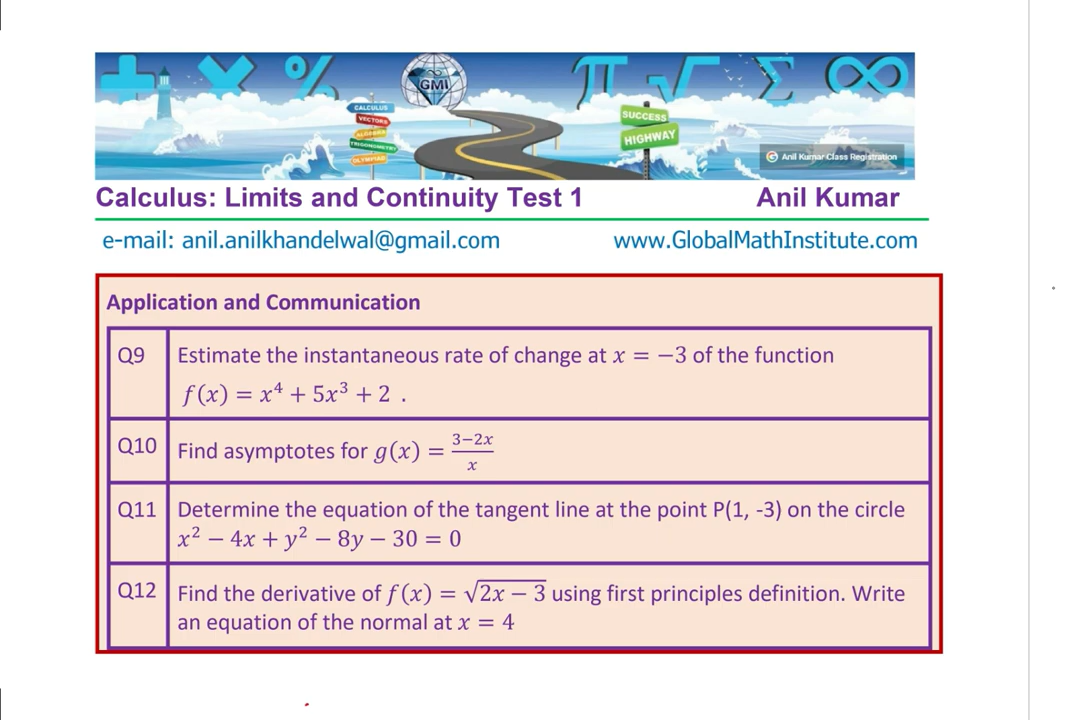 GMI
CALCULUS
VECTORS
ALGEBRA
TRIGONOMETRY
OLYMPIAD
SUCCESS
HIGHWAY
Anil Kumar Class Registration
Calculus: Limits and Continuity Test 1 Anil Kumar
e-mail: anil.anilkhandelwal@gmail.com www.GlobalMathInstitute.com
Application and Communication
Q9 Estimate the instantaneous rate of change at x = −3 of the function
f(x) = x⁴ + 5x³ + 2 .
Q10 Find asymptotes for g(x) = (3−2x)/x
Q11 Determine the equation of the tangent line at the point P(1, -3) on the circle
x² − 4x + y² − 8y − 30 = 0
Q12 Find the derivative of f(x) = √(2x − 3) using first principles definition. Write
an equation of the normal at x = 4